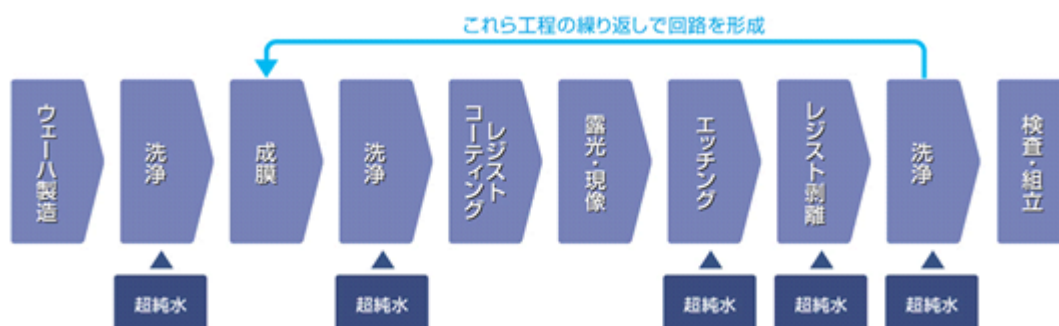 これら工程の繰り返しで回路を形成
ウェーハ製造
洗浄
成膜
洗浄
レジスト
コーティング
露光・現像
エッチング
レジスト剥離
洗浄
検査・組立
超純水
超純水
超純水
超純水
超純水